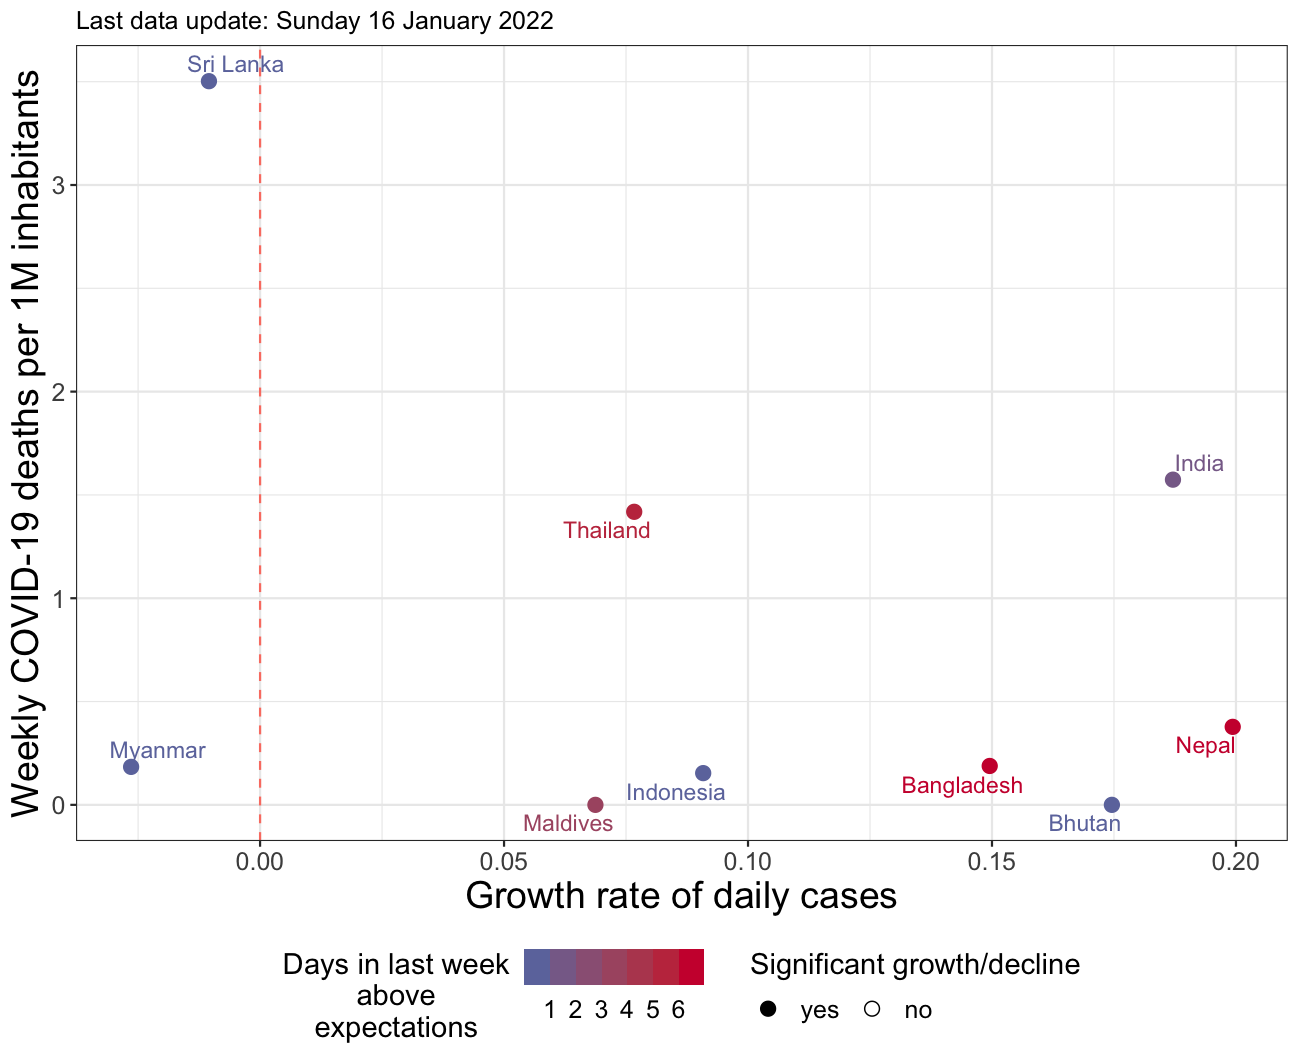 Last data update: Sunday 16 January 2022
Weekly COVID-19 deaths per 1M inhabitants
3
2
1
0
Sri Lanka
India
Thailand
Nepal
Myanmar
Bangladesh
Indonesia
Maldives
Bhutan
0.00 0.05 0.10 0.15 0.20
Growth rate of daily cases
Days in last week
above
expectations
1 2 3 4 5 6
Significant growth/decline
yes no